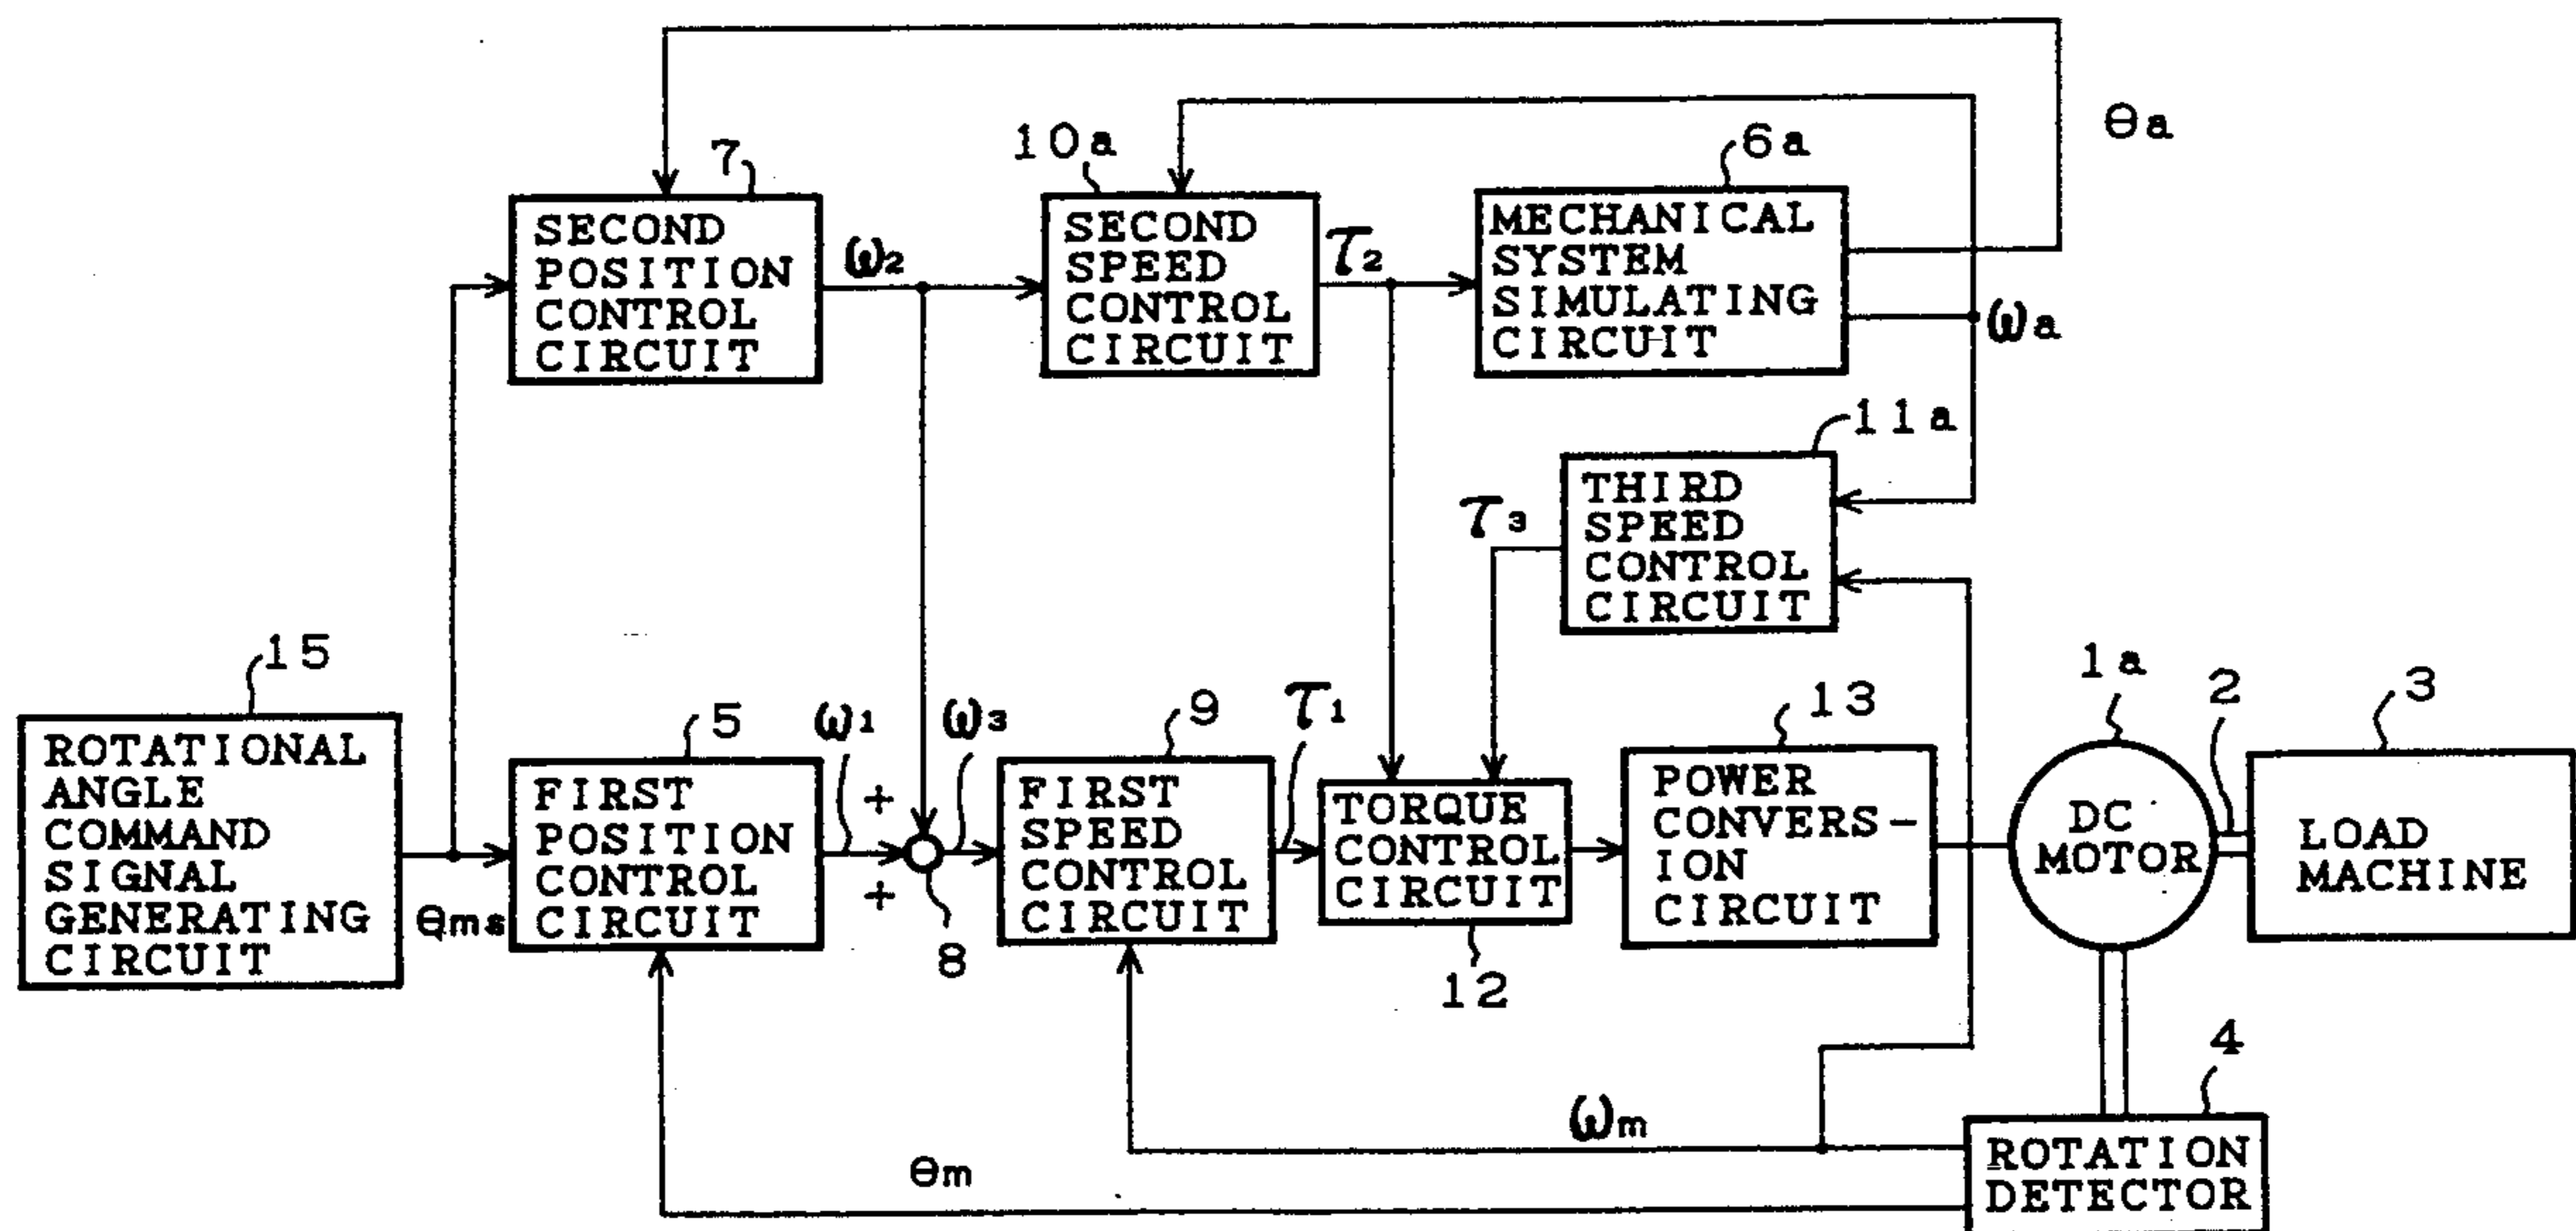 θa
7
10a
6a
SECOND
POSITION
CONTROL
CIRCUIT
ω2
SECOND
SPEED
CONTROL
CIRCUIT
τ2
MECHANICAL
SYSTEM
SIMULATING
CIRCUIT
ωa
11a
THIRD
SPEED
CONTROL
CIRCUIT
τ3
15
ROTATIONAL
ANGLE
COMMAND
SIGNAL
GENERATING
CIRCUIT
θms
5
FIRST
POSITION
CONTROL
CIRCUIT
ω1
+
+
8
ω3
9
FIRST
SPEED
CONTROL
CIRCUIT
τ1
TORQUE
CONTROL
CIRCUIT
12
13
POWER
CONVERS-
ION
CIRCUIT
1a
DC
MOTOR
2
3
LOAD
MACHINE
4
ROTATION
DETECTOR
ωm
θm